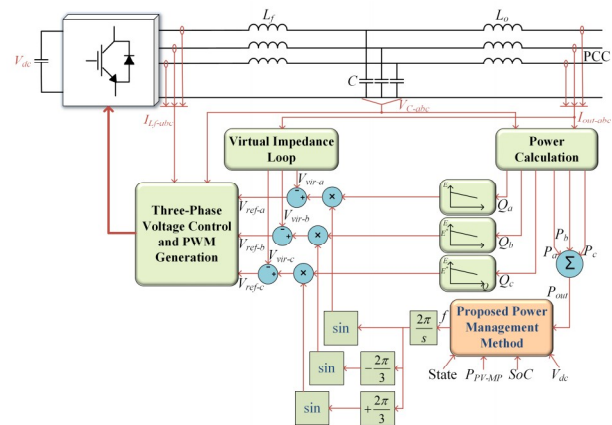 L_f
L_o
V_dc
C
PCC
V_C-abc
I_Lf-abc
I_out-abc
Virtual Impedance
Loop
Power
Calculation
V_vir-a
Three-Phase
Voltage Control
and PWM
Generation
V_ref-a
- +
×
E
Q_a
V_vir-b
V_ref-b
- +
×
E
E*
Q_b
P_b
P_a
P_c
Σ
V_vir-c
V_ref-c
- +
×
E
E*
Q
Q_c
P_out
sin
2π/s
f
Proposed Power
Management
Method
sin
-2π/3
State
P_PV-MP
SoC
V_dc
sin
+2π/3